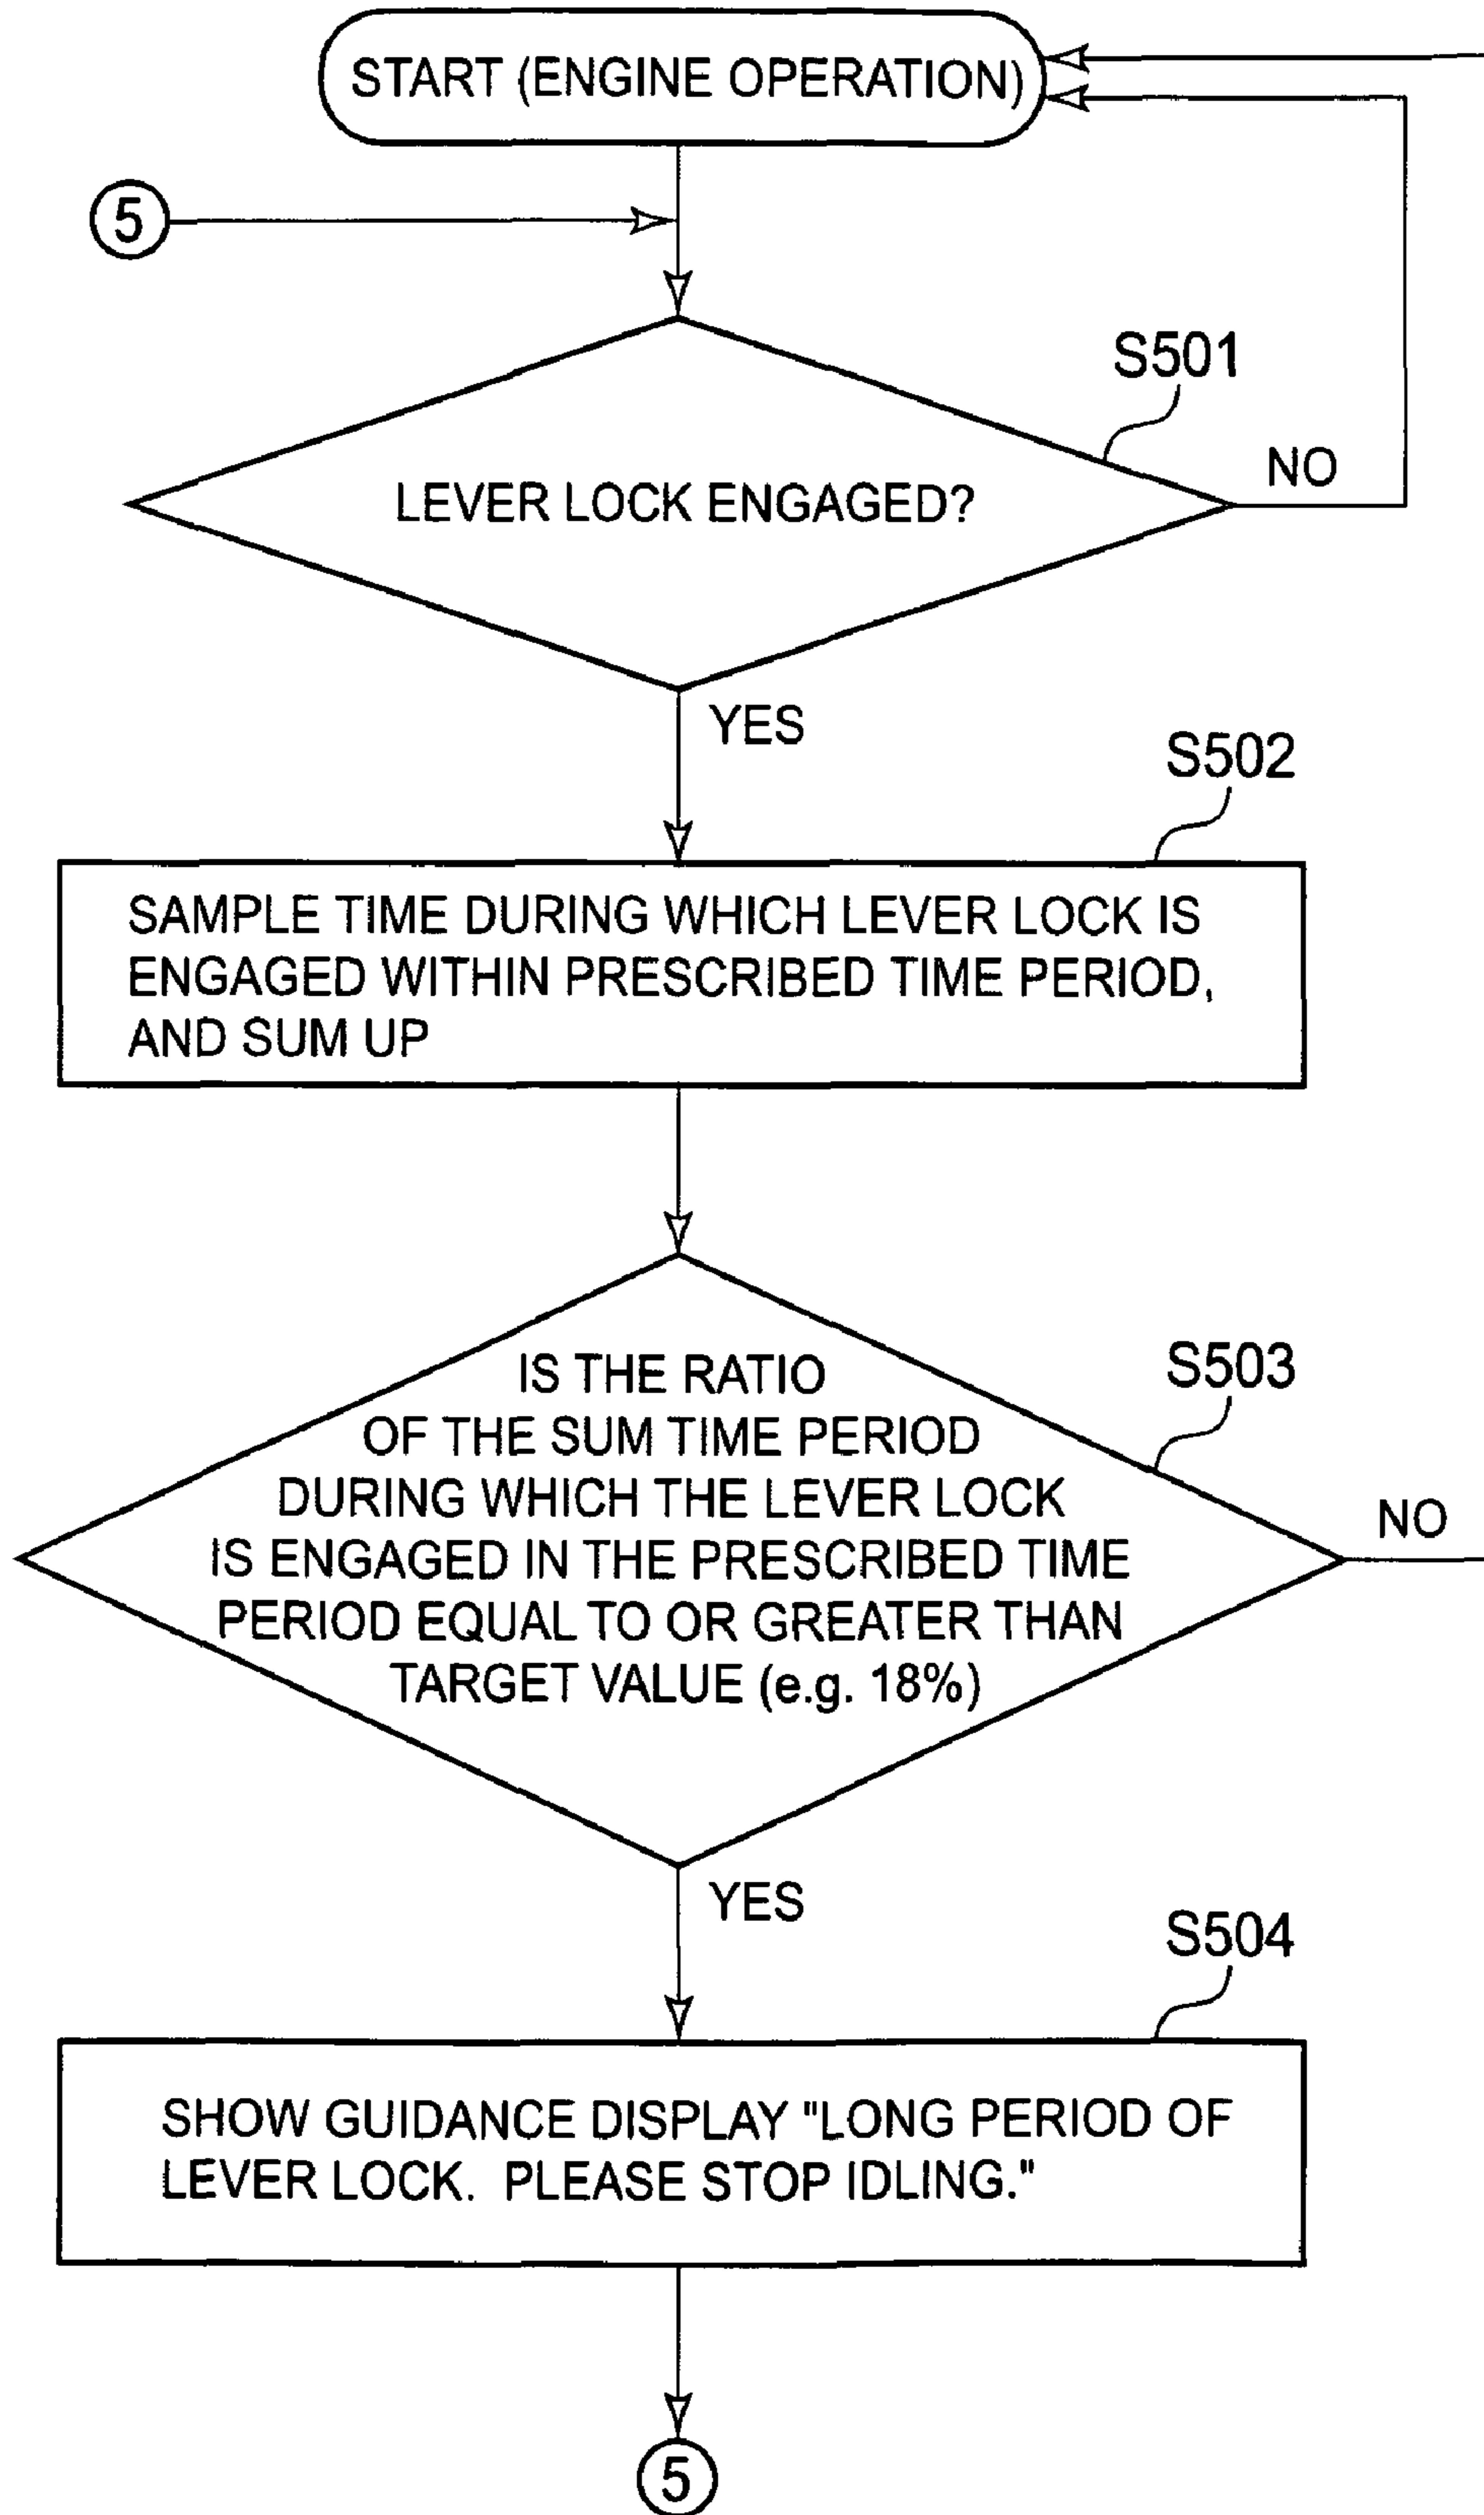 START (ENGINE OPERATION)
5
S501
LEVER LOCK ENGAGED?
NO
YES
S502
SAMPLE TIME DURING WHICH LEVER LOCK IS
ENGAGED WITHIN PRESCRIBED TIME PERIOD,
AND SUM UP
S503
IS THE RATIO
OF THE SUM TIME PERIOD
DURING WHICH THE LEVER LOCK
IS ENGAGED IN THE PRESCRIBED TIME
PERIOD EQUAL TO OR GREATER THAN
TARGET VALUE (e.g. 18%)
NO
YES
S504
SHOW GUIDANCE DISPLAY "LONG PERIOD OF
LEVER LOCK. PLEASE STOP IDLING."
5